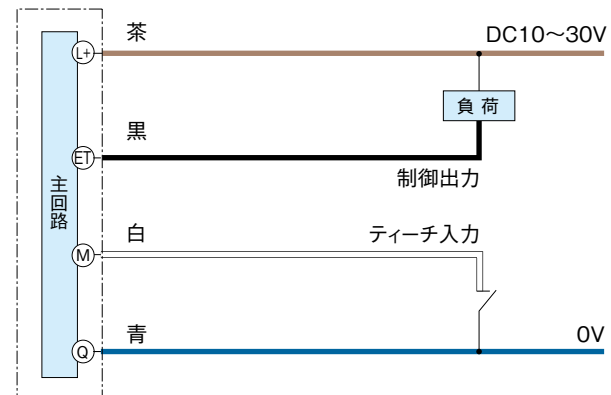 茶
DC10～30V
L+
負荷
黒
ET
制御出力
主回路
白
ティーチ入力
M
青
0V
Q